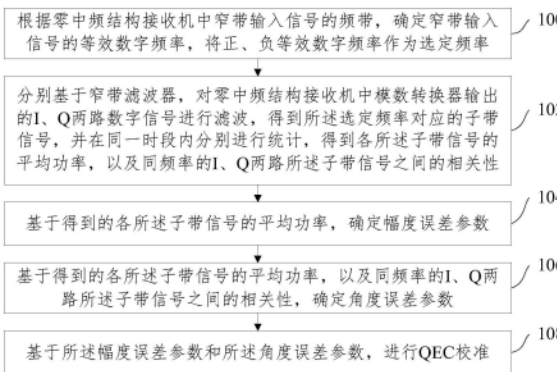 根据零中频结构接收机中窄带输入信号的频带，确定窄带输入
信号的等效数字频率，将正、负等效数字频率作为选定频率
分别基于窄带滤波器，对零中频结构接收机中模数转换器输出
的I、Q两路数字信号进行滤波，得到所述选定频率对应的子带
信号，并在同一时段内分别进行统计，得到各所述子带信号的
平均功率，以及同频率的I、Q两路所述子带信号之间的相关性
基于得到的各所述子带信号的平均功率，确定幅度误差参数
104
基于得到的各所述子带信号的平均功率，以及同频率的I、Q两
路所述子带信号之间的相关性，确定角度误差参数
基于所述幅度误差参数和所述角度误差参数，进行QEC校准